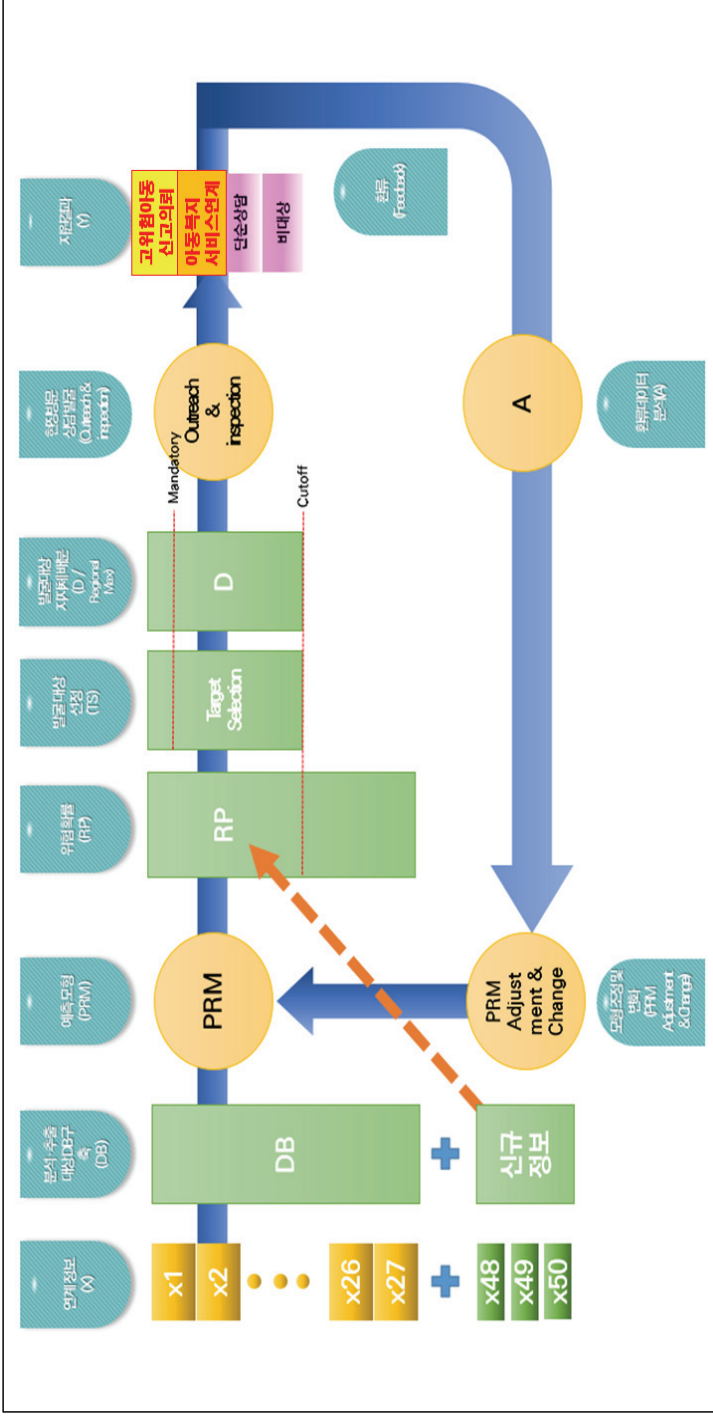 연계 정보
(X)
분석·추출
대상 DB구
축
(DB)
예측 모형
(PRM)
위험 확률
(RP)
발굴 대상
선정
(TS)
발굴대상
지자체 배분
(D /
Regional
Max)
현장방문
상담 발굴
(Outreach &
inspection)
지원결과
(Y)
x1
x2
x26
x27
x48
x49
x50
DB
신규
정보
PRM
RP
Target
Selection
D
Mandatory
Cutoff
Outreach
&
inspection
고위험아동
신고의뢰
아동복지
서비스연계
단순상담
비대상
환류
(Feedback)
A
환류데이터
분석(A)
PRM
Adjust
ment &
Change
모형 조정 및
변화
(PRM
Adjustment
& Change)